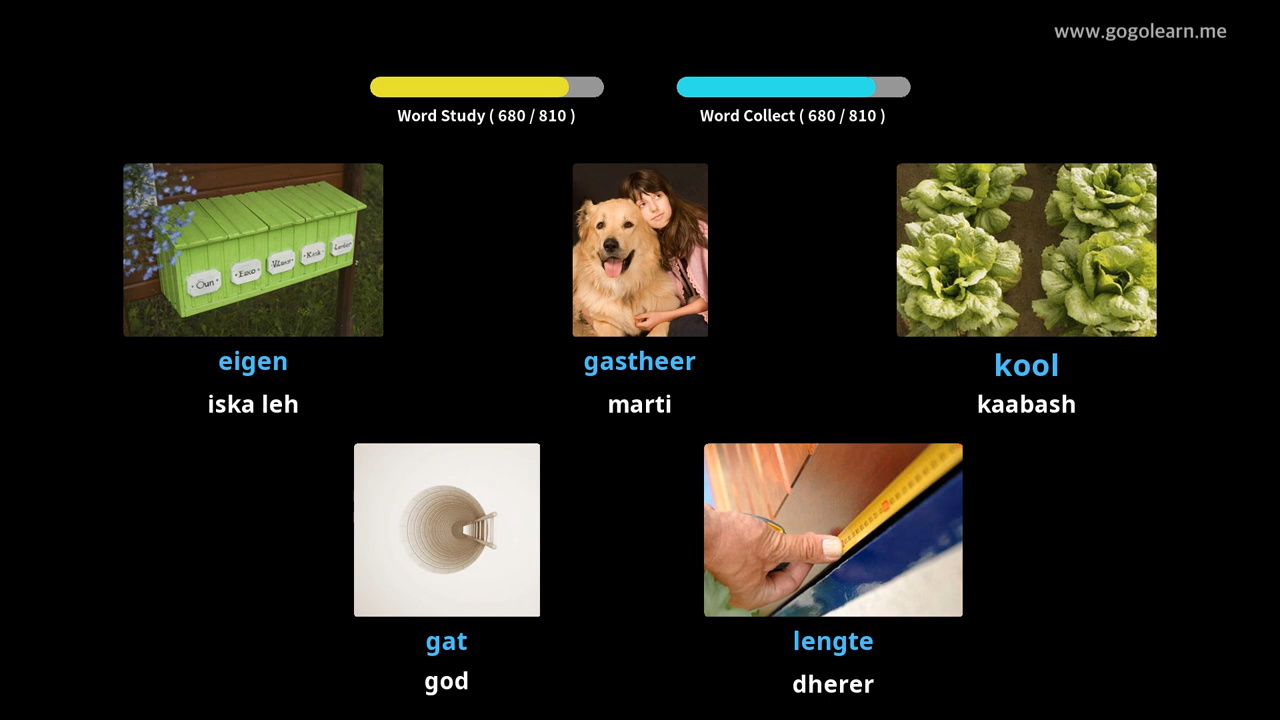 www.gogolearn.me
Word Study ( 680 / 810 )
Word Collect ( 680 / 810 )
eigen
gastheer
kool
iska leh
marti
kaabash
gat
lengte
god
dherer